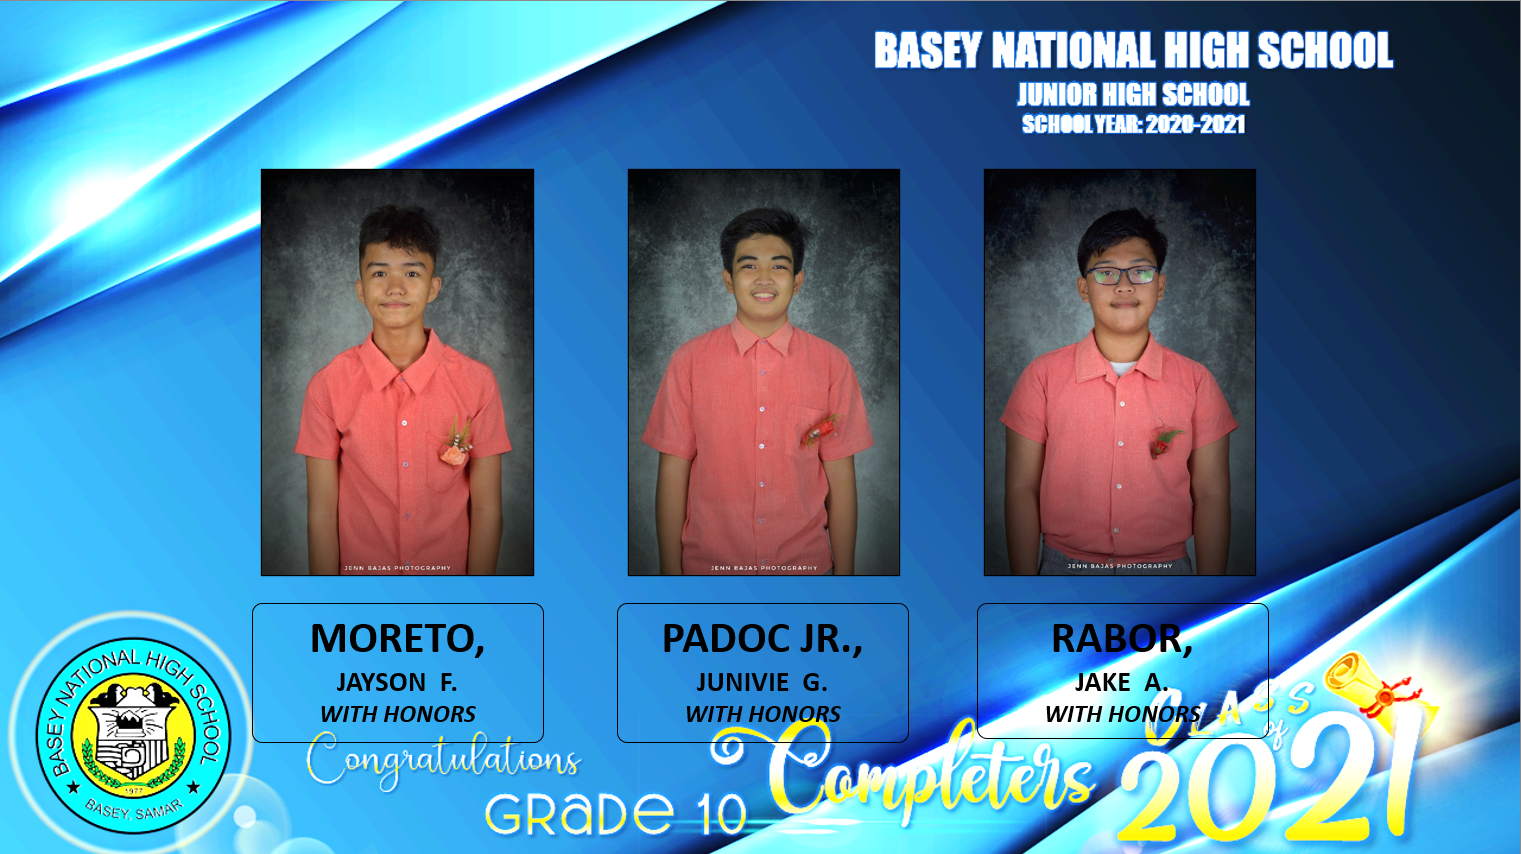 BASEY NATIONAL HIGH SCHOOL
JUNIOR HIGH SCHOOL
SCHOOL YEAR: 2020-2021
JENN BAJAS PHOTOGRAPHY
JENN BAJAS PHOTOGRAPHY
JENN BAJAS PHOTOGRAPHY
MORETO,
JAYSON F.
WITH HONORS
PADOC JR.,
JUNIVIE G.
WITH HONORS
RABOR,
JAKE A.
WITH HONORS
BASEY NATIONAL HIGH SCHOOL
1977
BASEY, SAMAR
Congratulations
GRaDe 10
Completers
CLASS
of
2021